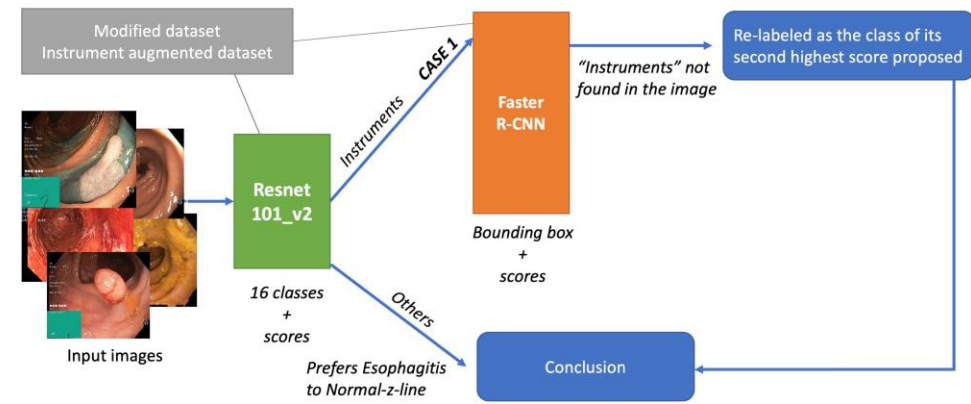 Modified dataset
Instrument augmented dataset
CASE 1
Instruments
Faster
R-CNN
“Instruments” not
found in the image
Re-labeled as the class of its
second highest score proposed
Resnet
101_v2
Bounding box
+
scores
16 classes
+
scores
Others
Input images
Prefers Esophagitis
to Normal-z-line
Conclusion